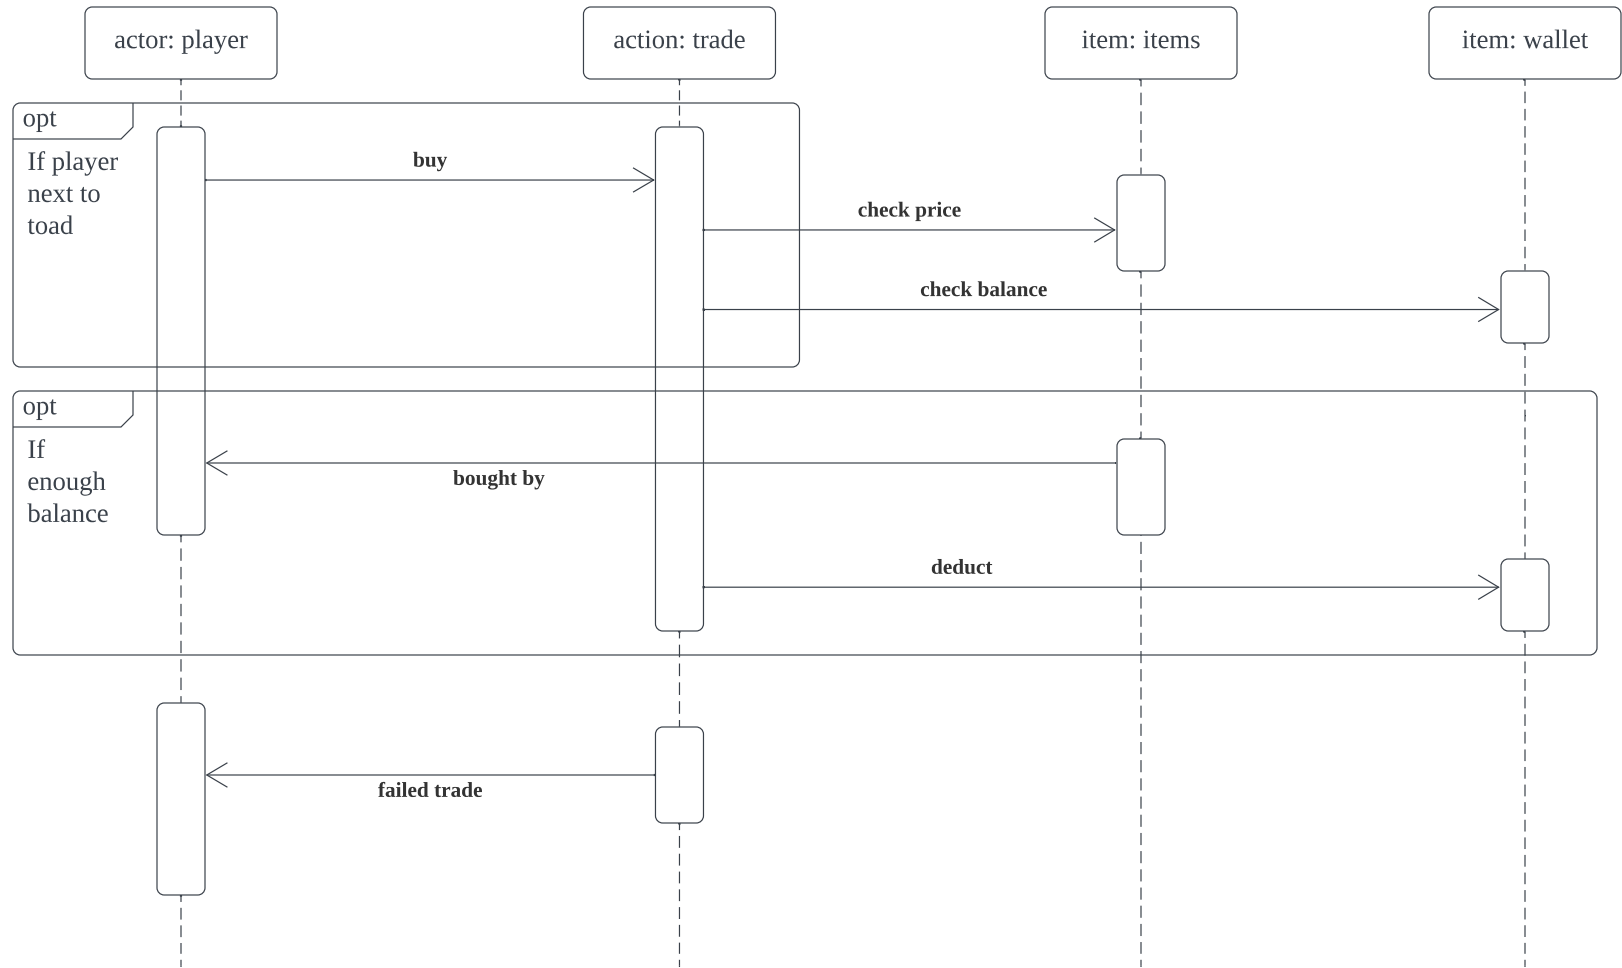 actor: player
action: trade
item: items
item: wallet
opt
If player
next to
toad
buy
check price
check balance
opt
If
enough
balance
bought by
deduct
failed trade